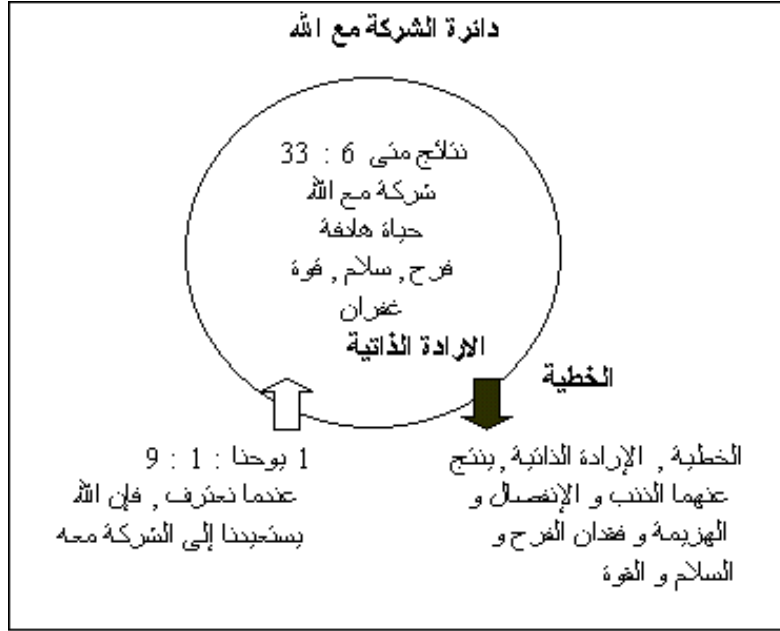 دائرة الشركة مع الله
نتائج متى 6 : 33
شركة مع الله
حياة هادفة
فرح , سلام , قوة
غفران
الارادة الذاتية
الخطية
الخطية , الإرادة الذاتية , ينتج
عنهما الذنب و الإنفصال و
الهزيمة و فقدان الفرح و
السلام و القوة
1 يوحنا : 1 : 9
عندما نعترف , فإن الله
يستعيدنا إلى الشركة معه